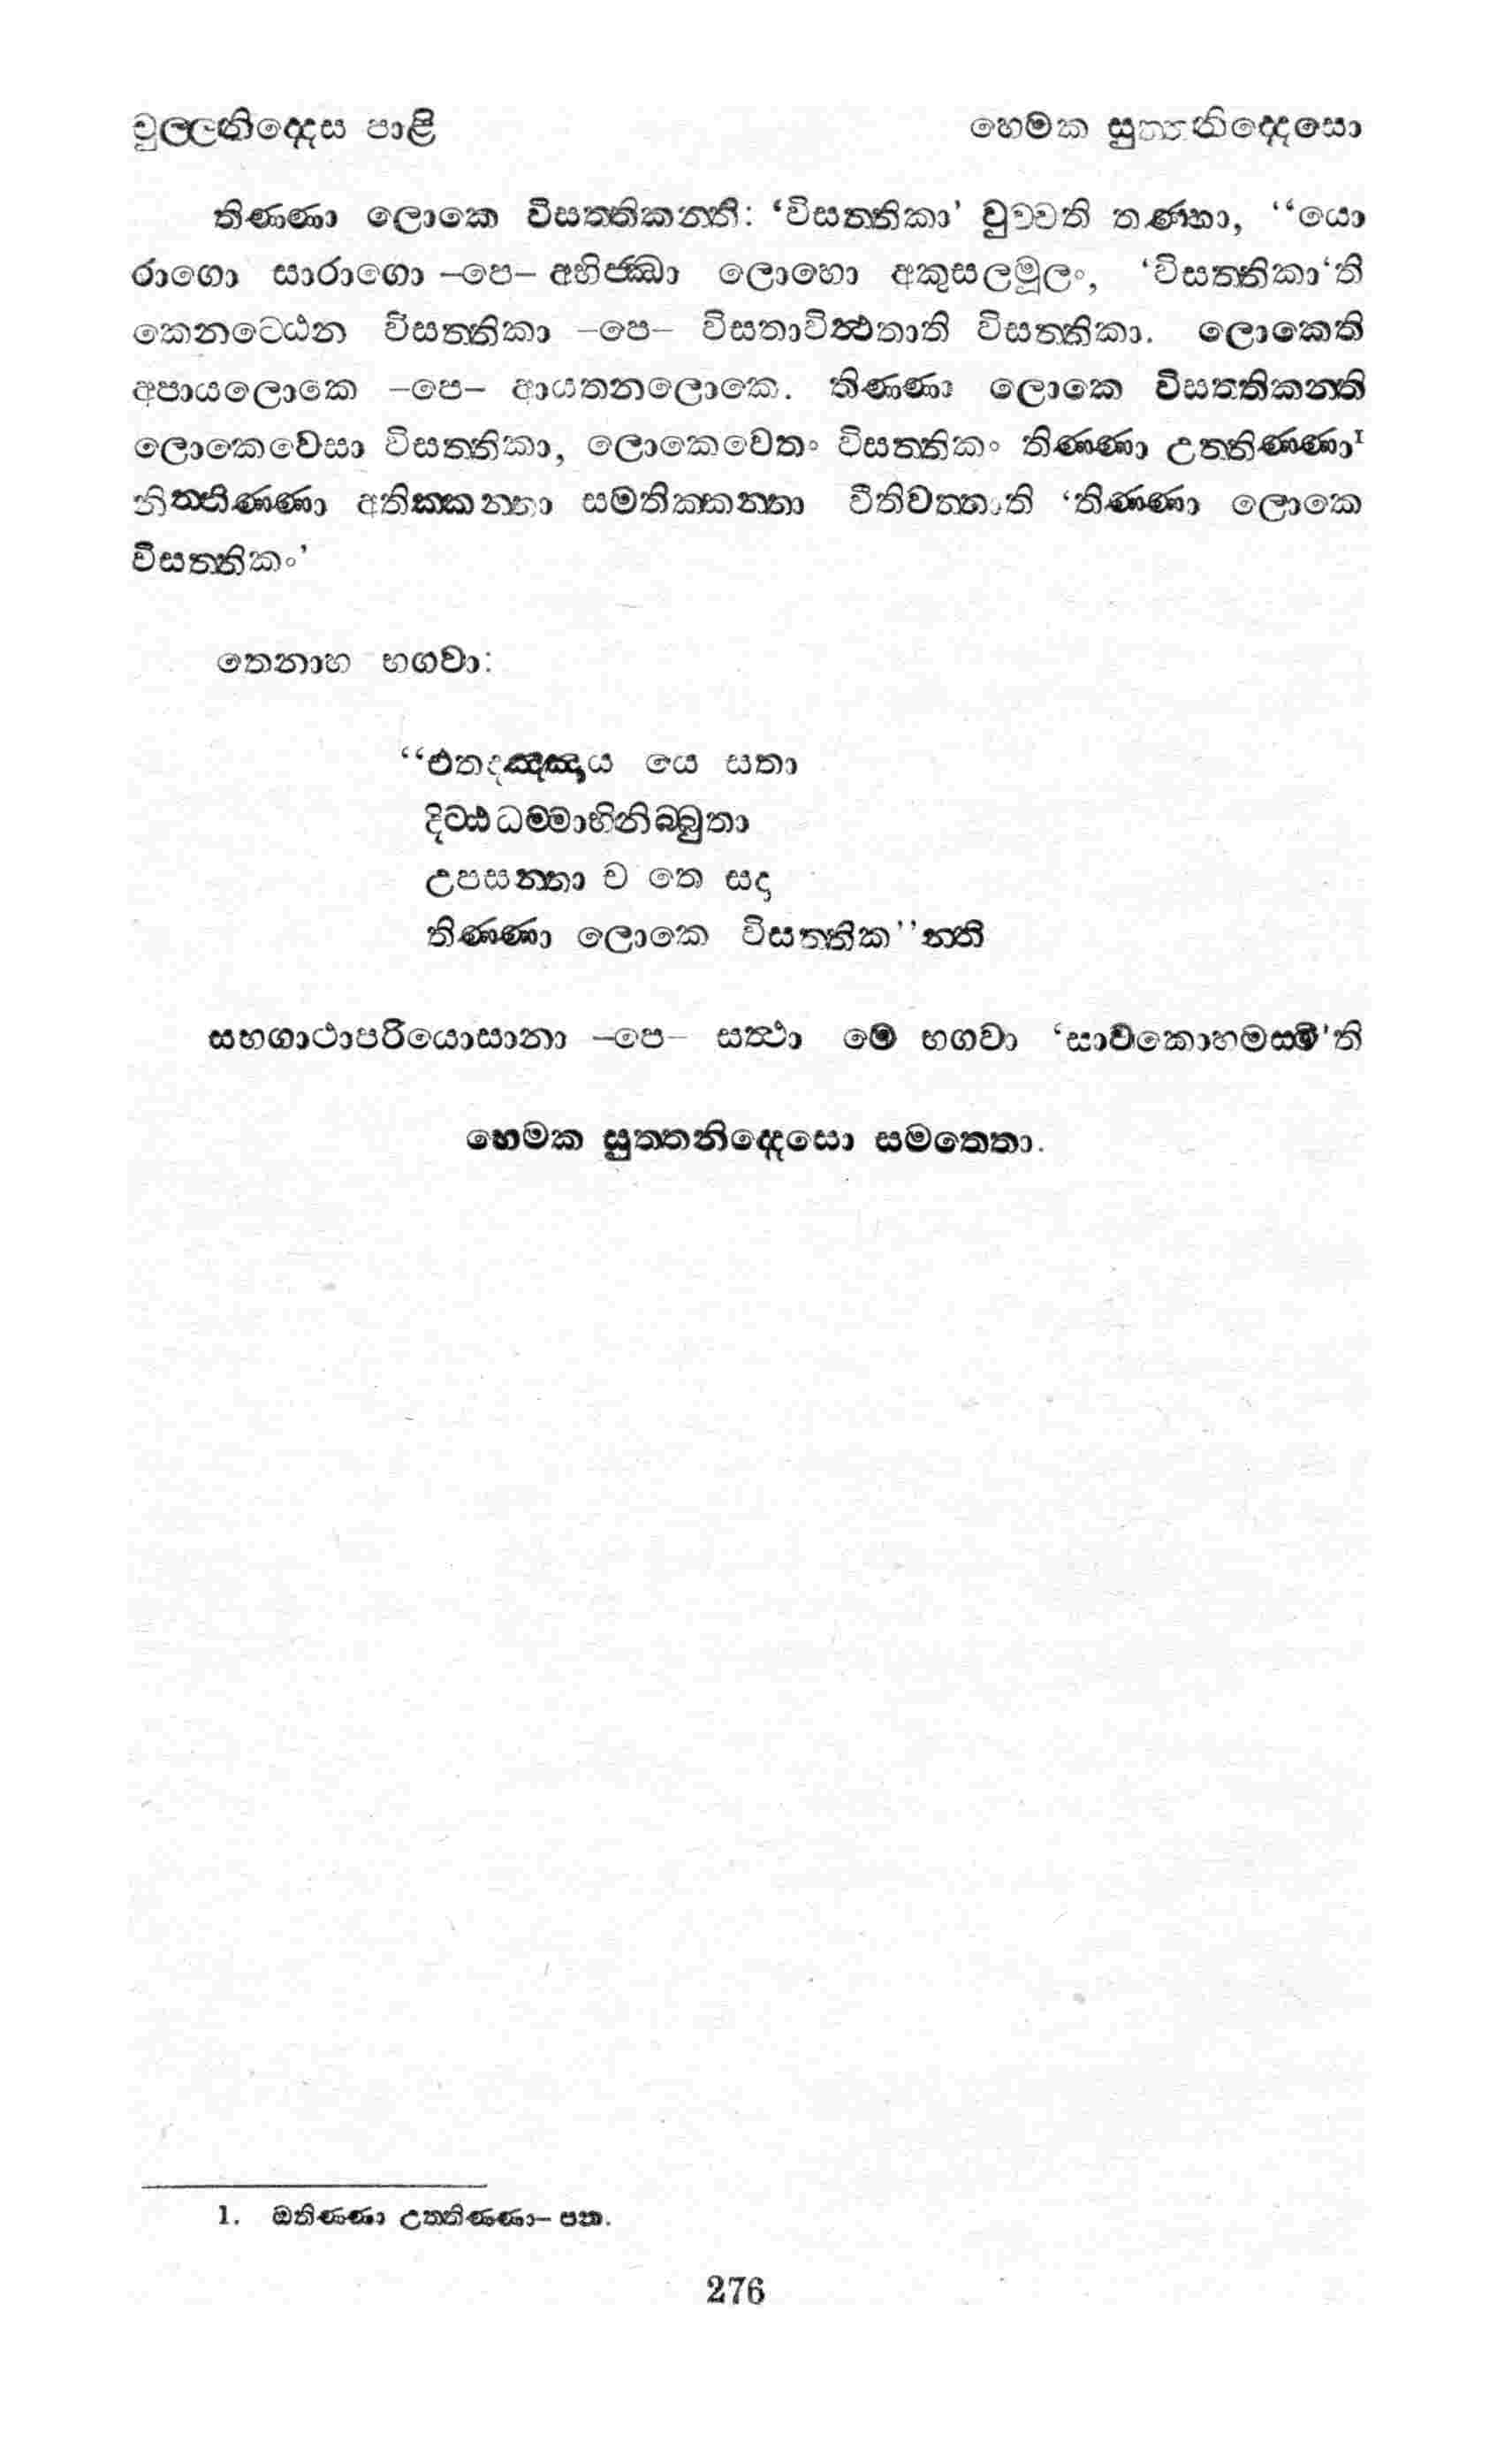 චුල්ලනිද්දෙස පාළි
හෙමක සුත්තනිද්දෙසො
තිණ්ණා ලොකෙ විසත්තිකන්ති: ‘විසත්තිකා’ වුච්චති තණ්හා, ‘‘යො
රාගො සාරාගො –පෙ– අභිජ්ඣා ලොභො අකුසලමූලං, ‘විසත්තිකා‘ති
කෙනට්ඨෙන විසත්තිකා –පෙ– විසතාවිත්ථතාති විසත්තිකා. ලොකෙති
අපායලොකෙ –පෙ– ආයතනලොකෙ. තිණ්ණා ලොකෙ විසත්තිකන්ති
ලොකෙවෙසා විසත්තිකා, ලොකෙවෙතං විසත්තිකං තිණ්ණා උත්තිණ්ණා¹
නිත්තිණ්ණා අතික්කන්තා සමතික්කන්තා වීතිවත්තාති ‘තිණ්ණා ලොකෙ
විසත්තිකං’
තෙනාහ භගවා:
‘‘එතදඤ්ඤාය යෙ සතා
දිට්ඨධම්මාභිනිබ්බුතා
උපසන්තා ච තෙ සදා
තිණ්ණා ලොකෙ විසත්තික’’න්ති
සහගාථාපරියොසානා –පෙ– සත්ථා මෙ භගවා ‘සාවකොහමස්මි’ති
හෙමක සුත්තනිද්දෙසො සමත්තො.
1. ඔතිණ්ණා උත්තිණ්ණා– පන.
276